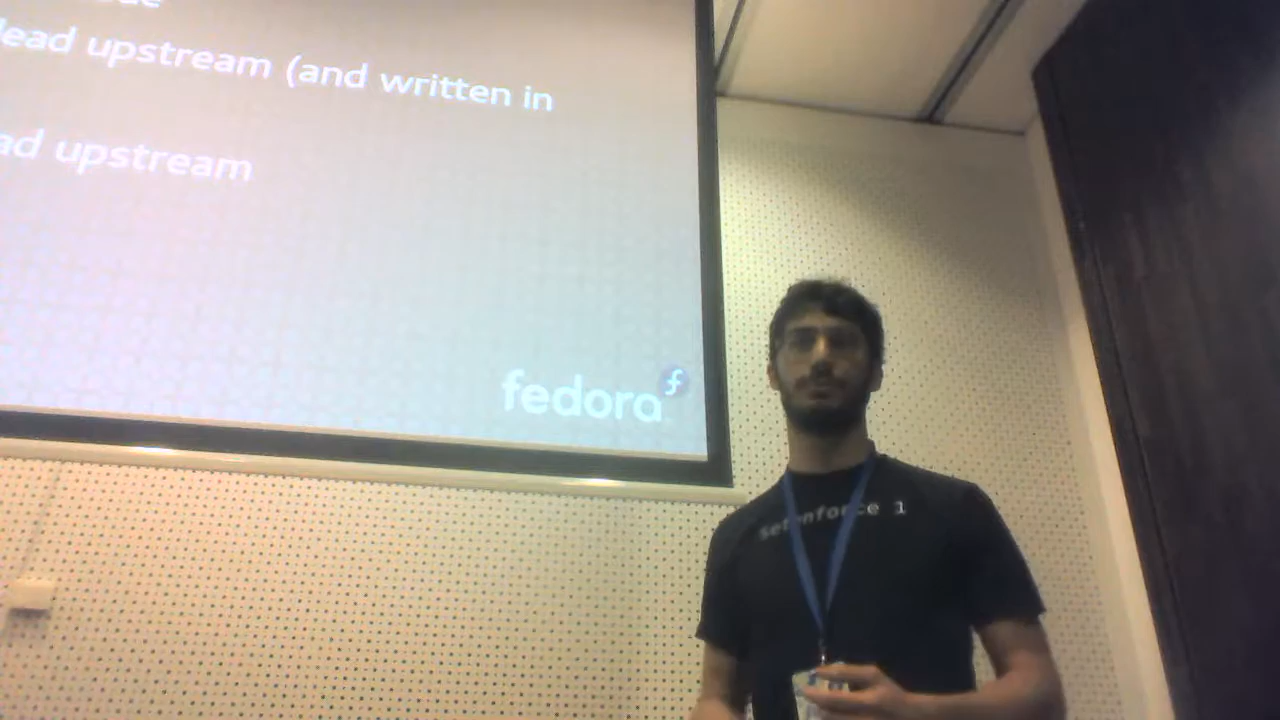 lead upstream (and written in
ad upstream
fedora
setenforce 1